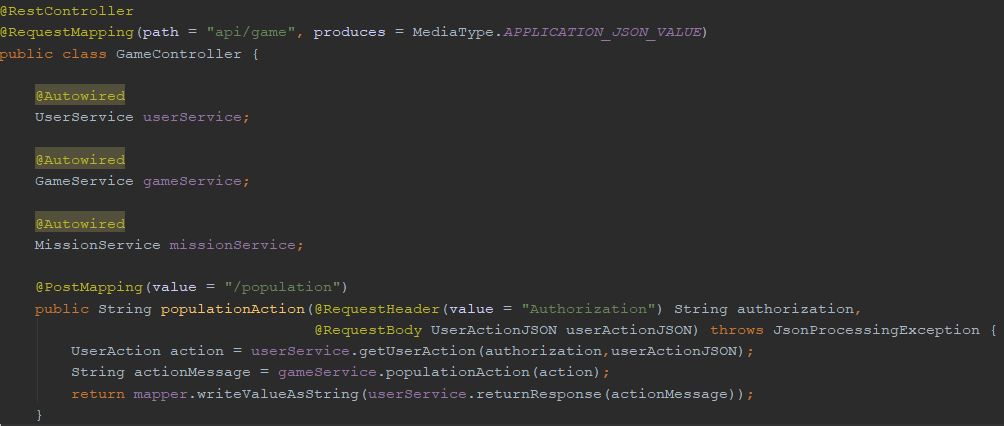 @RestController
@RequestMapping(path = "api/game", produces = MediaType.APPLICATION_JSON_VALUE)
public class GameController {
@Autowired
UserService userService;
@Autowired
GameService gameService;
@Autowired
MissionService missionService;
@PostMapping(value = "/population")
public String populationAction(@RequestHeader(value = "Authorization") String authorization,
@RequestBody UserActionJSON userActionJSON) throws JsonProcessingException {
UserAction action = userService.getUserAction(authorization,userActionJSON);
String actionMessage = gameService.populationAction(action);
return mapper.writeValueAsString(userService.returnResponse(actionMessage));
}